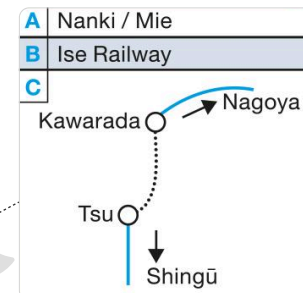 A Nanki / Mie
B Ise Railway
C
Nagoya
Kawarada
Tsu
Shingū